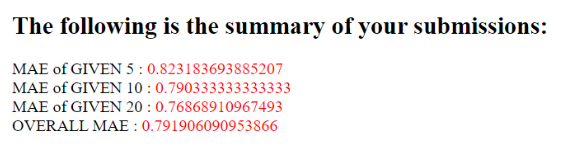 The following is the summary of your submissions:
MAE of GIVEN 5 : 0.823183693885207
MAE of GIVEN 10 : 0.790333333333333
MAE of GIVEN 20 : 0.76868910967493
OVERALL MAE : 0.791906090953866